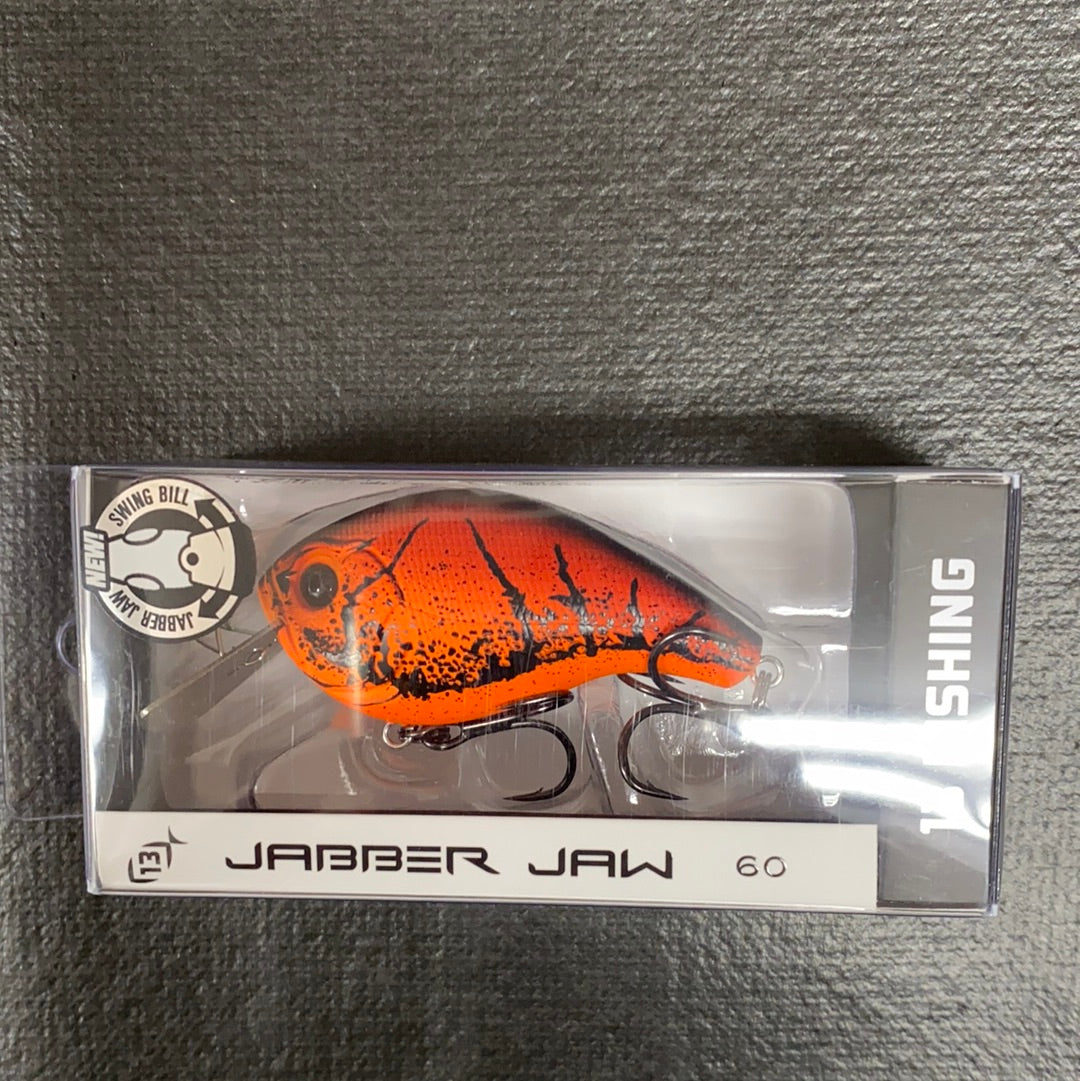 SWING BILL
NEW!
JABBER JAW
13
JABBER JAW 60
SHING